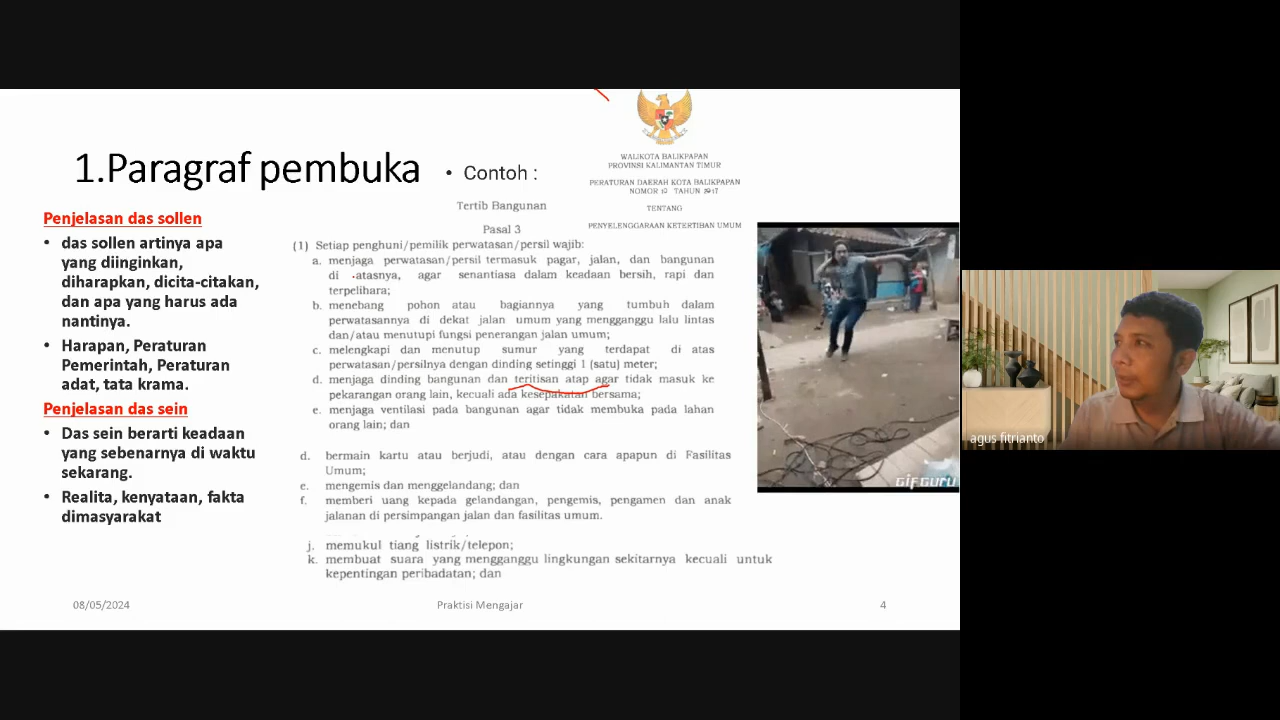 1.Paragraf pembuka
Penjelasan das sollen
• das sollen artinya apa
yang diinginkan,
diharapkan, dicita-citakan,
dan apa yang harus ada
nantinya.
• Harapan, Peraturan
Pemerintah, Peraturan
adat, tata krama.
Penjelasan das sein
• Das sein berarti keadaan
yang sebenarnya di waktu
sekarang.
• Realita, kenyataan, fakta
dimasyarakat
• Contoh :
WALIKOTA BALIKPAPAN
PROVINSI KALIMANTAN TIMUR
PERATURAN DAERAH KOTA BALIKPAPAN
NOMOR 10 TAHUN 2017
TENTANG
PENYELENGGARAAN KETERTIBAN UMUM
Tertib Bangunan
Pasal 3
(1) Setiap penghuni/pemilik perwatasan/persil wajib:
a. menjaga perwatasan/persil termasuk pagar, jalan, dan bangunan
di atasnya, agar senantiasa dalam keadaan bersih, rapi dan
terpelihara;
b. menebang pohon atau bagiannya yang tumbuh dalam
perwatasannya di dekat jalan umum yang mengganggu lalu lintas
dan/atau menutupi fungsi penerangan jalan umum;
c. melengkapi dan menutup sumur yang terdapat di atas
perwatasan/persilnya dengan dinding setinggi 1 (satu) meter;
d. menjaga dinding bangunan dan teritisan atap agar tidak masuk ke
pekarangan orang lain, kecuali ada kesepakatan bersama;
e. menjaga ventilasi pada bangunan agar tidak membuka pada lahan
orang lain; dan
d. bermain kartu atau berjudi, atau dengan cara apapun di Fasilitas
Umum;
e. mengemis dan menggelandang; dan
f. memberi uang kepada gelandangan, pengemis, pengamen dan anak
jalanan di persimpangan jalan dan fasilitas umum.
j. memukul tiang listrik/telepon;
k. membuat suara yang mengganggu lingkungan sekitarnya kecuali untuk
kepentingan peribadatan; dan
GIFGURU
agus fitrianto
08/05/2024
Praktisi Mengajar
4